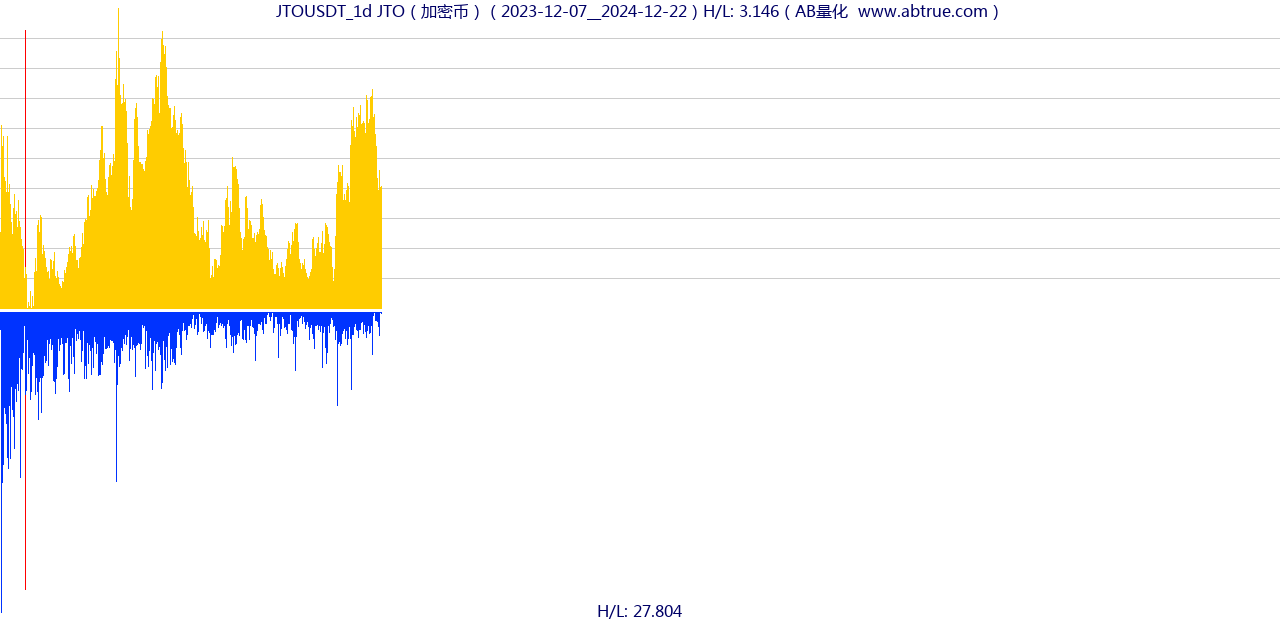 JTOUSDT_1d JTO（加密币）（2023-12-07__2024-12-22）H/L: 3.146（AB量化  www.abtrue.com）
H/L: 27.804